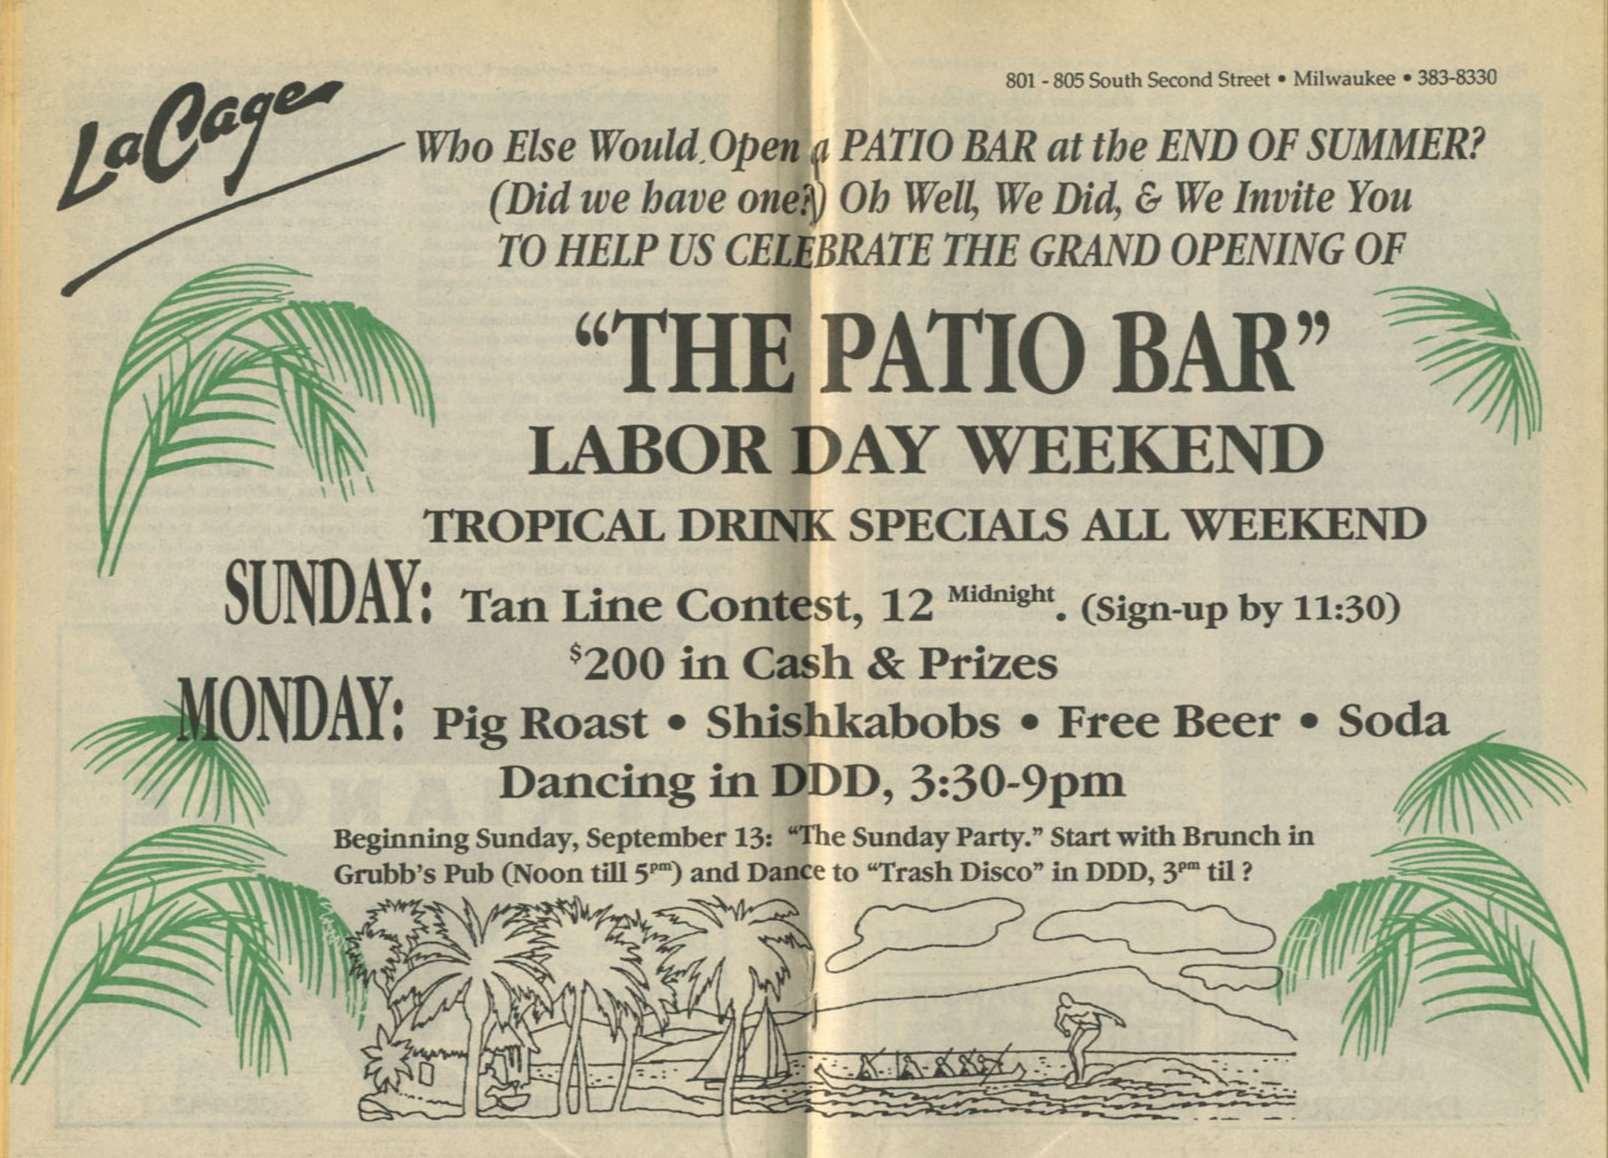 LaCage
801 - 805 South Second Street • Milwaukee • 383-8330
Who Else Would Open a PATIO BAR at the END OF SUMMER?
(Did we have one?) Oh Well, We Did, & We Invite You
TO HELP US CELEBRATE THE GRAND OPENING OF
“THE PATIO BAR”
LABOR DAY WEEKEND
TROPICAL DRINK SPECIALS ALL WEEKEND
SUNDAY: Tan Line Contest, 12 Midnight. (Sign-up by 11:30)
$200 in Cash & Prizes
MONDAY: Pig Roast • Shishkabobs • Free Beer • Soda
Dancing in DDD, 3:30-9pm
Beginning Sunday, September 13: “The Sunday Party.” Start with Brunch in
Grubb's Pub (Noon till 5pm) and Dance to “Trash Disco” in DDD, 3pm til ?